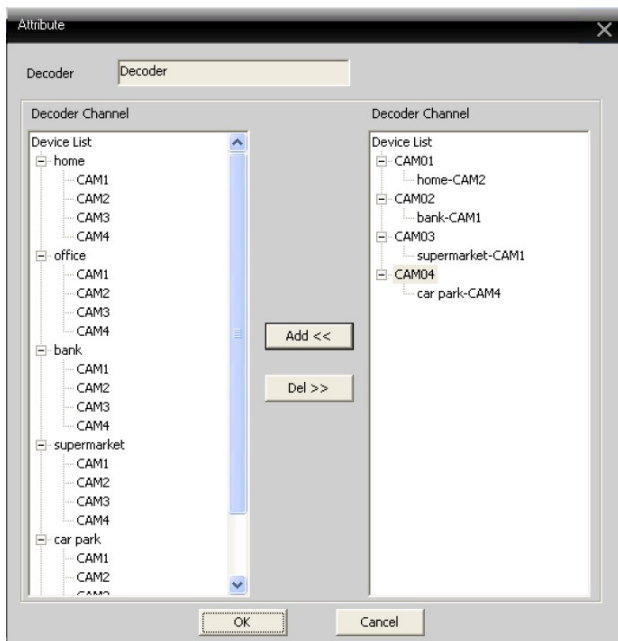 Attribute
Decoder
Decoder
Decoder Channel
Device List
home
CAM1
CAM2
CAM3
CAM4
office
CAM1
CAM2
CAM3
CAM4
bank
CAM1
CAM2
CAM3
CAM4
supermarket
CAM1
CAM2
CAM3
CAM4
car park
CAM1
CAM2
Add <<
Del >>
Decoder Channel
Device List
CAM01
home-CAM2
CAM02
bank-CAM1
CAM03
supermarket-CAM1
CAM04
car park-CAM4
OK
Cancel